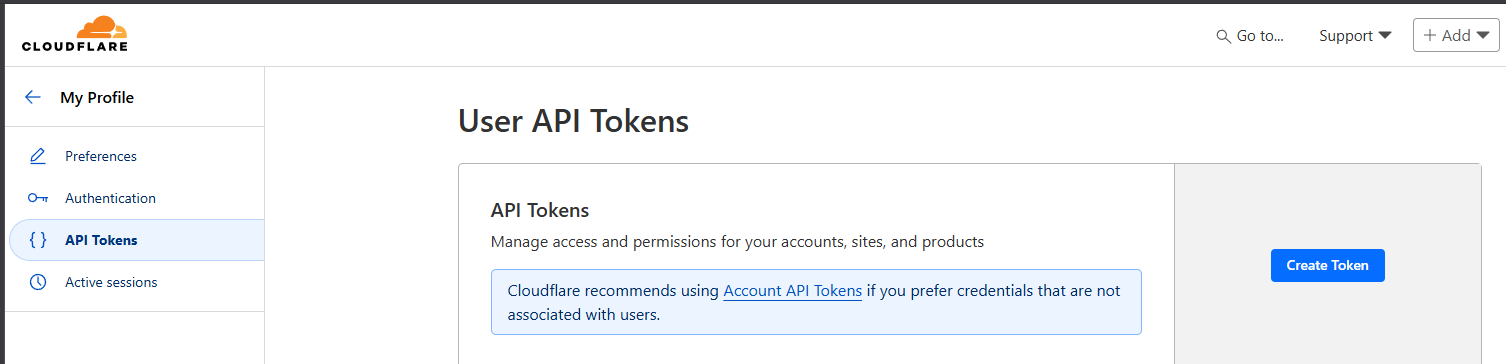 CLOUDFLARE
Go to...
Support
+ Add
My Profile
Preferences
Authentication
API Tokens
Active sessions
User API Tokens
API Tokens
Manage access and permissions for your accounts, sites, and products
Cloudflare recommends using Account API Tokens if you prefer credentials that are not
associated with users.
Create Token